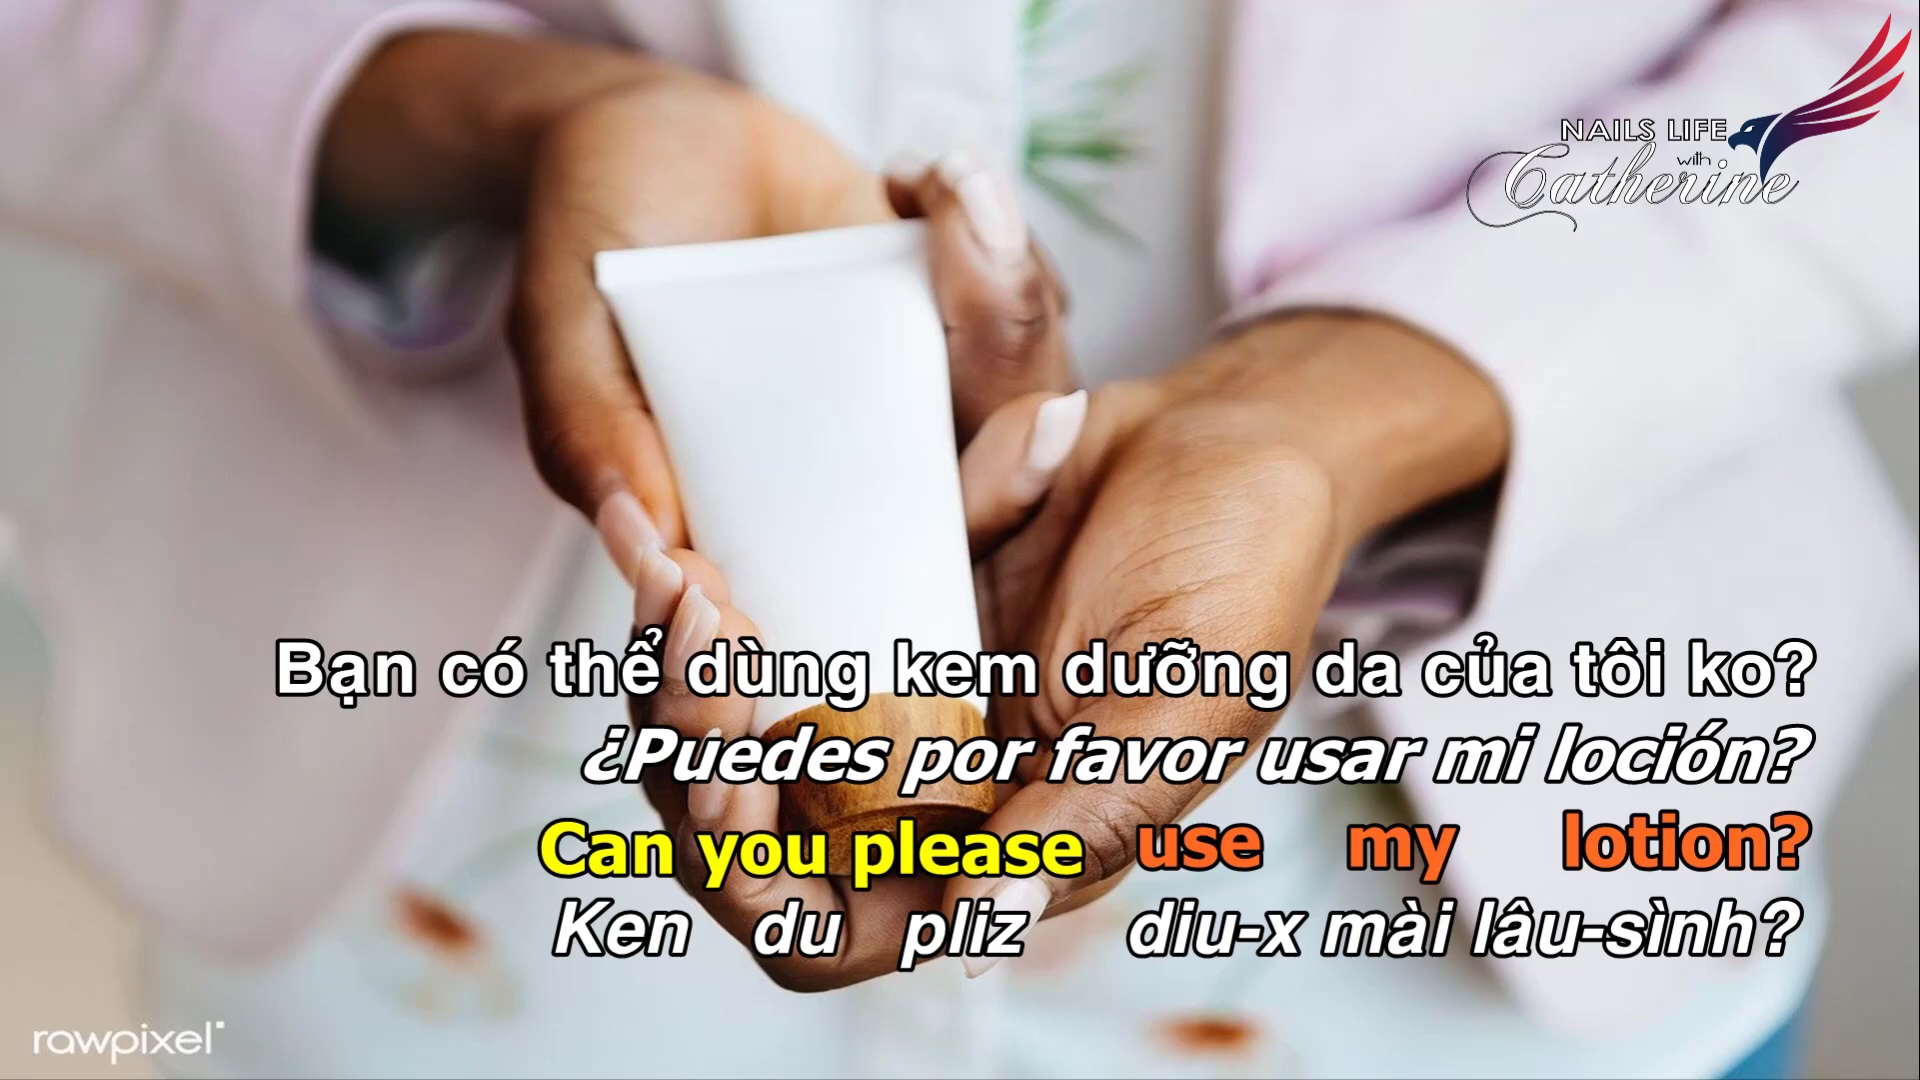 NAILS LIFE
with
Catherine
Bạn có thể dùng kem dưỡng da của tôi ko?
¿Puedes por favor usar mi loción?
Can you please use my lotion?
Ken du pliz diu-x mài lâu-sình?
rawpixel